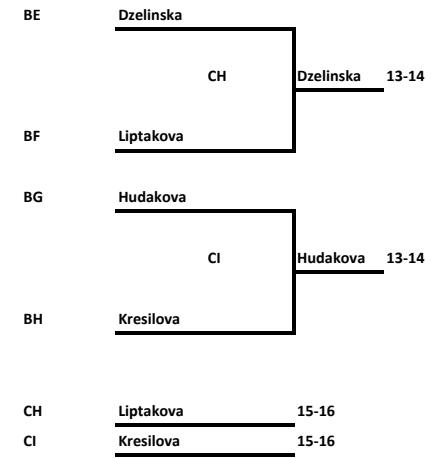 BE Dzelinska
CH Dzelinska 13-14
BF Liptakova
BG Hudakova
CI Hudakova 13-14
BH Kresilova
CH Liptakova 15-16
CI Kresilova 15-16